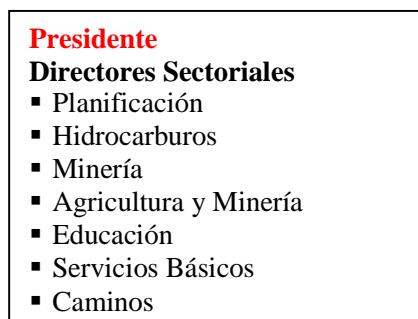 Presidente
Directores Sectoriales
▪ Planificación
▪ Hidrocarburos
▪ Minería
▪ Agricultura y Minería
▪ Educación
▪ Servicios Básicos
▪ Caminos